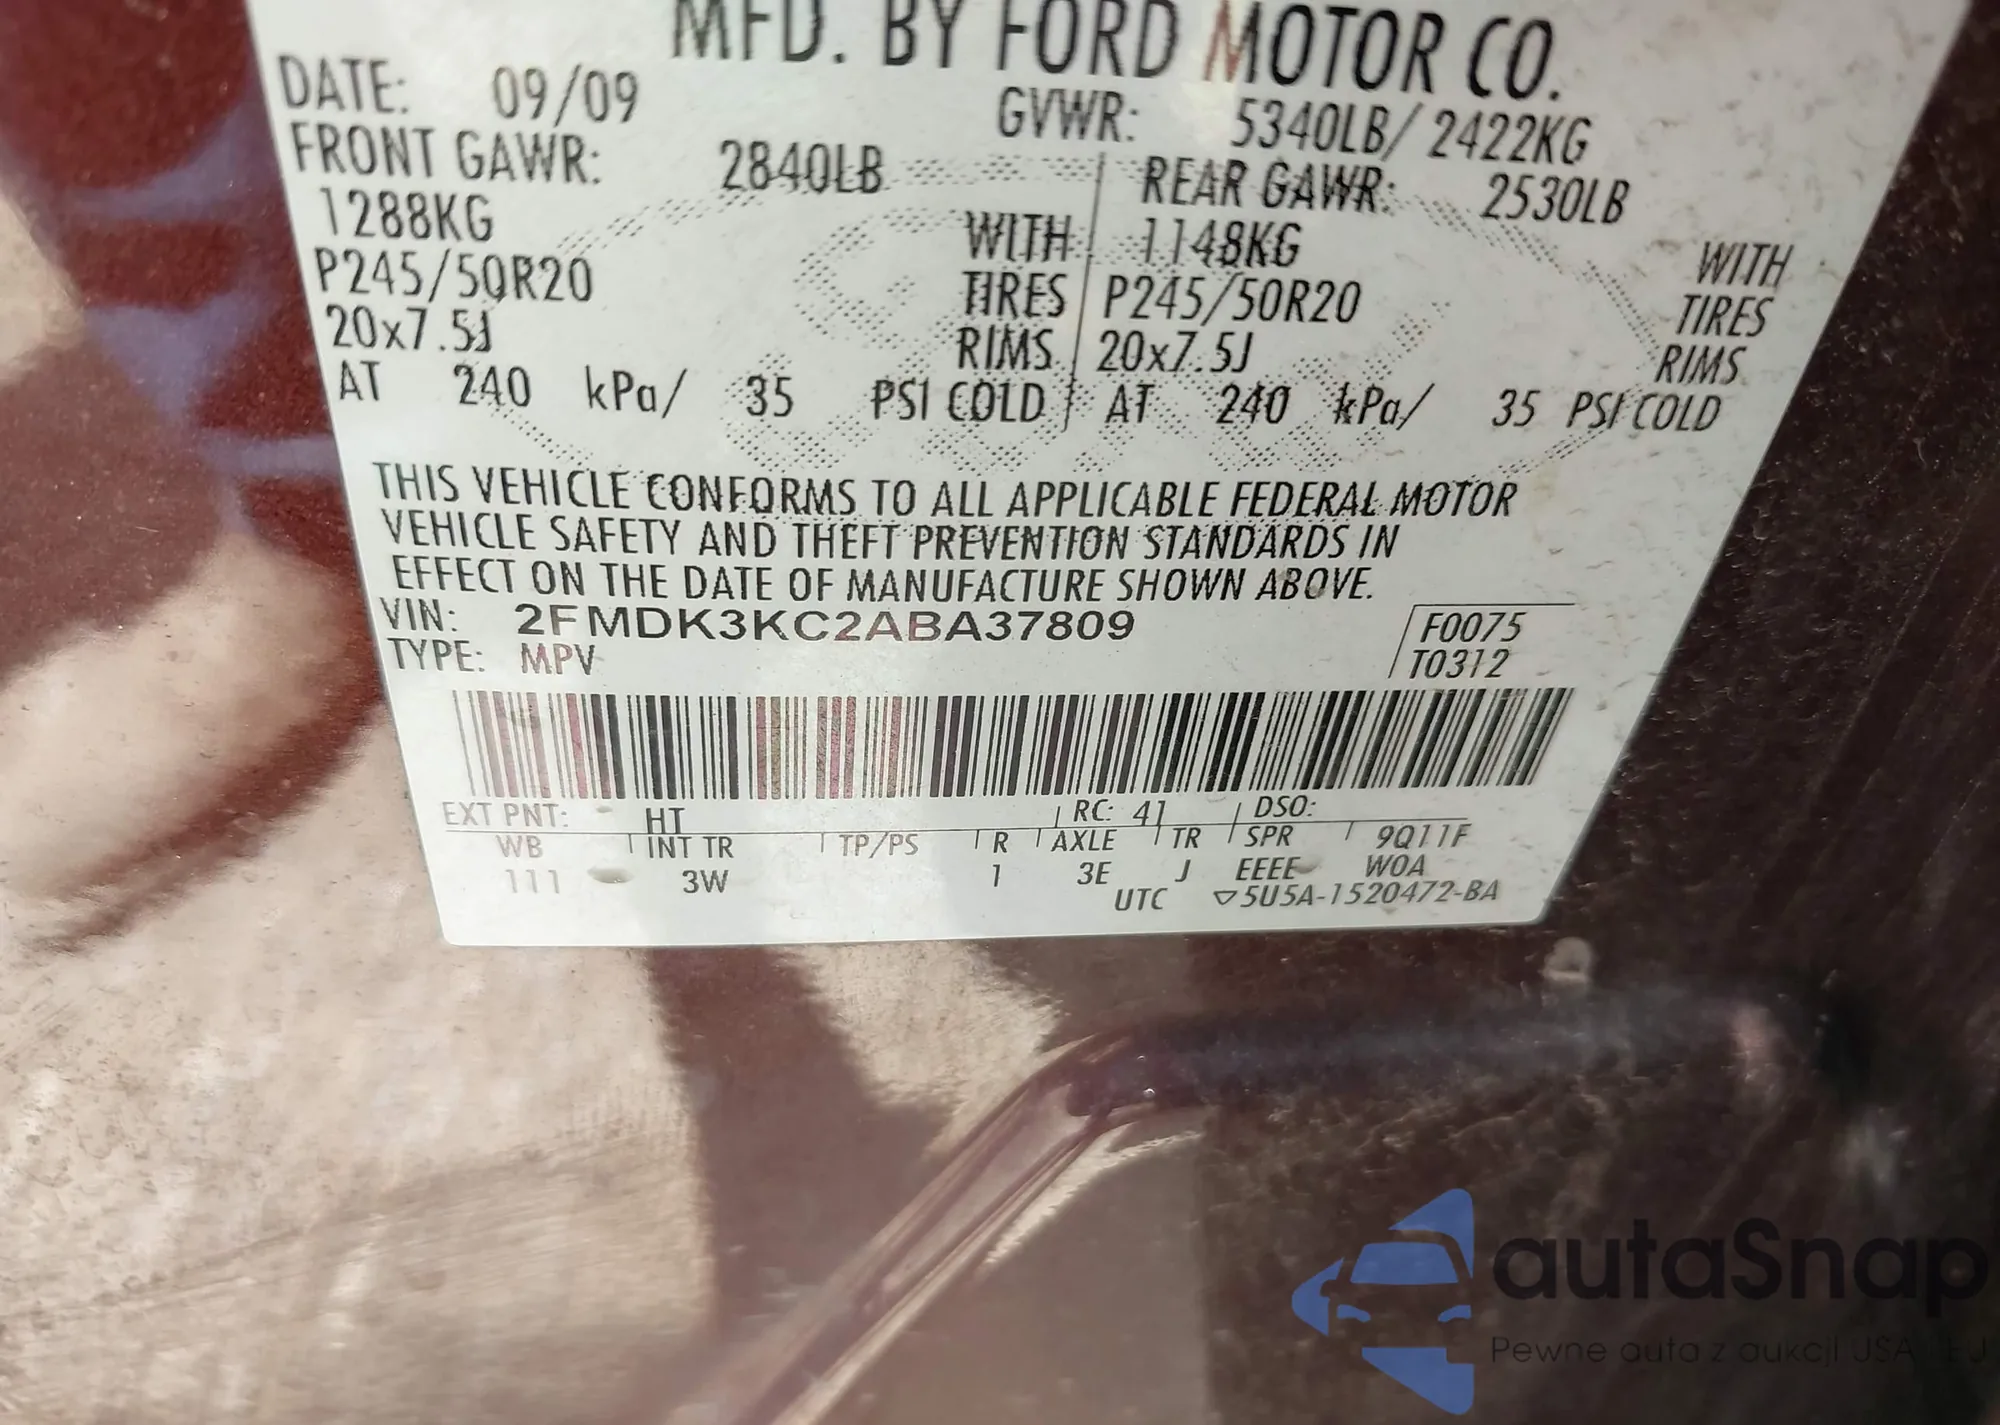 MFD. BY FORD MOTOR CO.
DATE: 09/09 GVWR: 5340LB/ 2422KG
FRONT GAWR: 2840LB REAR GAWR: 2530LB
1288KG WITH 1148KG WITH
P245/50R20 TIRES P245/50R20 TIRES
20x7.5J RIMS 20x7.5J RIMS
AT 240 kPa/ 35 PSI COLD AT 240 kPa/ 35 PSI COLD
THIS VEHICLE CONFORMS TO ALL APPLICABLE FEDERAL MOTOR
VEHICLE SAFETY AND THEFT PREVENTION STANDARDS IN
EFFECT ON THE DATE OF MANUFACTURE SHOWN ABOVE.
VIN: 2FMDK3KC2ABA37809 F0075
TYPE: MPV T0312
EXT PNT: HT RC: 41 DSO:
WB INT TR TP/PS R AXLE TR SPR 9Q11F
111 3W 1 3E J EEEE WOA
UTC ▽5U5A-1520472-BA
autaSnap
Pewne auta z aukcji USA